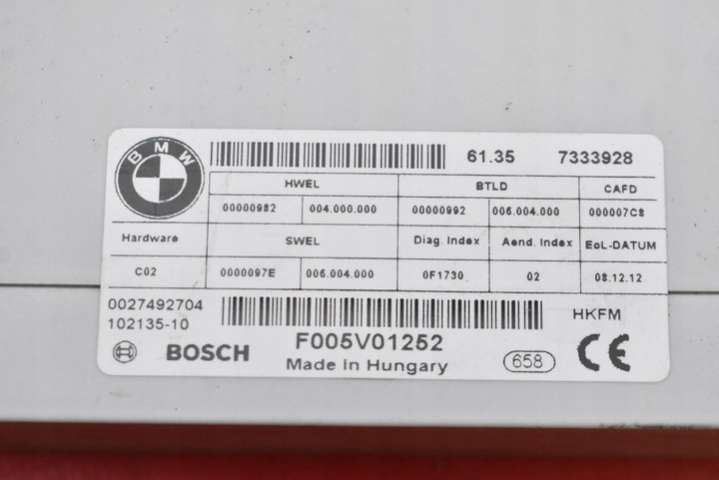 BMW
61.35 7333928
HWEL BTLD CAFD
00000982 004.000.000 00000992 006.004.000 000007C8
Hardware SWEL Diag. Index Aend. Index EoL-DATUM
C02 0000097E 006.004.000 0F1730 02 08.12.12
0027492704
102135-10
HKFM
BOSCH
F005V01252
Made in Hungary
658
CE